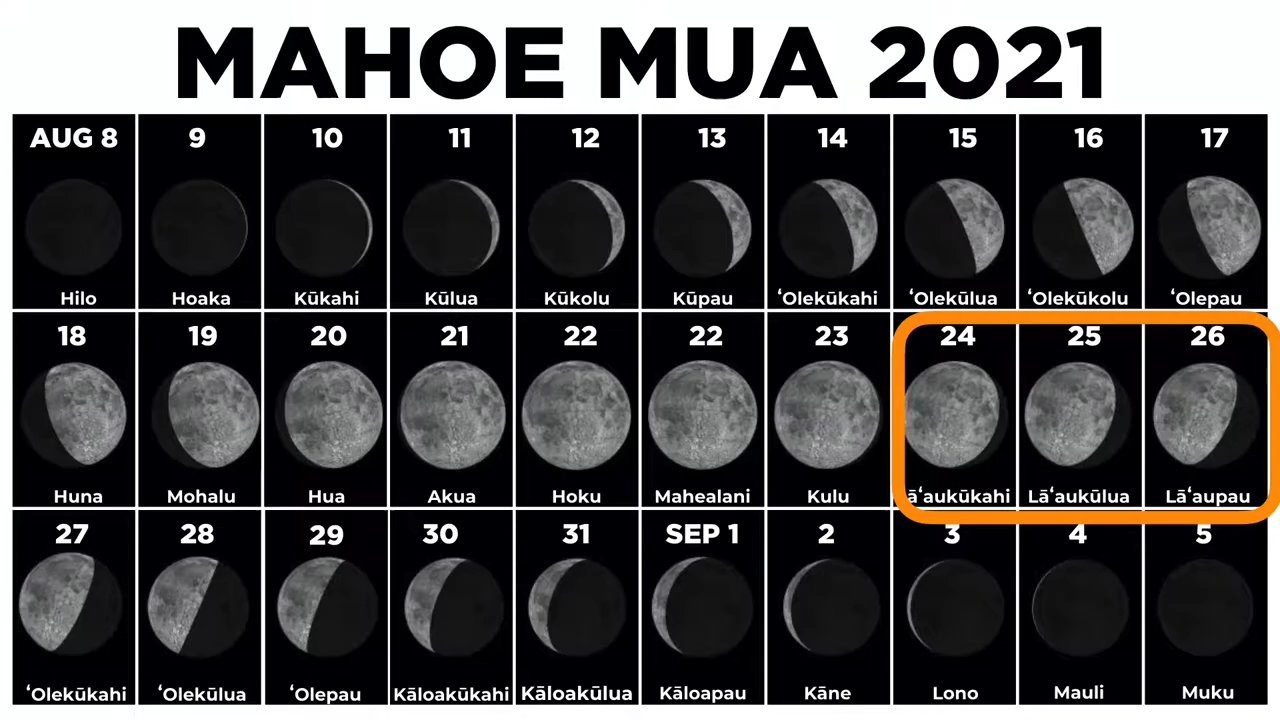 MAHOE MUA 2021
AUG 8 9 10 11 12 13 14 15 16 17
Hilo Hoaka Kūkahi Kūlua Kūkolu Kūpau ʻOlekūkahi ʻOlekūlua ʻOlekūkolu ʻOlepau
18 19 20 21 22 22 23 24 25 26
Huna Mohalu Hua Akua Hoku Mahealani Kulu āʻaukūkahi Lāʻaukūlua Lāʻaupau
27 28 29 30 31 SEP 1 2 3 4 5
ʻOlekūkahi ʻOlekūlua ʻOlepau Kāloakūkahi Kāloakūlua Kāloapau Kāne Lono Mauli Muku